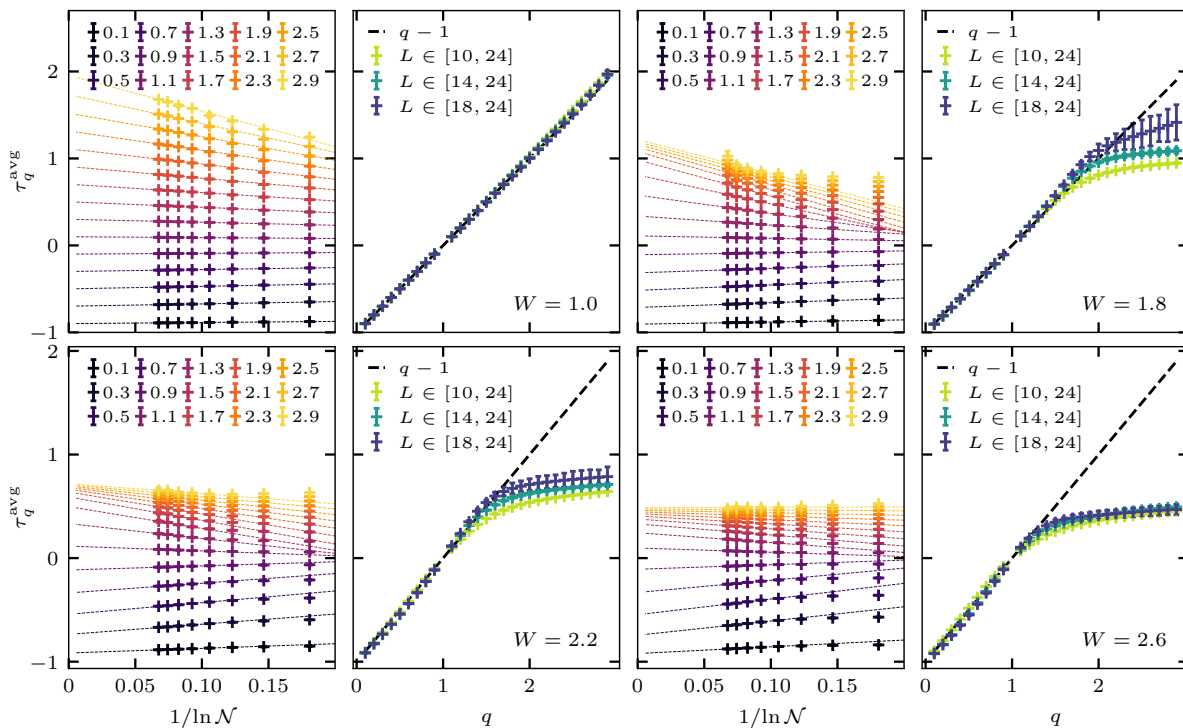 0.1 0.7 1.3 1.9 2.5
0.3 0.9 1.5 2.1 2.7
0.5 1.1 1.7 2.3 2.9
q − 1
L ∈ [10, 24]
L ∈ [14, 24]
L ∈ [18, 24]
W = 1.0
0.1 0.7 1.3 1.9 2.5
0.3 0.9 1.5 2.1 2.7
0.5 1.1 1.7 2.3 2.9
q − 1
L ∈ [10, 24]
L ∈ [14, 24]
L ∈ [18, 24]
W = 1.8
2
1
0
−1
τ_q^avg
0.1 0.7 1.3 1.9 2.5
0.3 0.9 1.5 2.1 2.7
0.5 1.1 1.7 2.3 2.9
q − 1
L ∈ [10, 24]
L ∈ [14, 24]
L ∈ [18, 24]
W = 2.2
0.1 0.7 1.3 1.9 2.5
0.3 0.9 1.5 2.1 2.7
0.5 1.1 1.7 2.3 2.9
q − 1
L ∈ [10, 24]
L ∈ [14, 24]
L ∈ [18, 24]
W = 2.6
2
1
0
−1
τ_q^avg
0 0.05 0.10 0.15
0 1 2
0 0.05 0.10 0.15
0 1 2
1/ln 𝒩
q
1/ln 𝒩
q